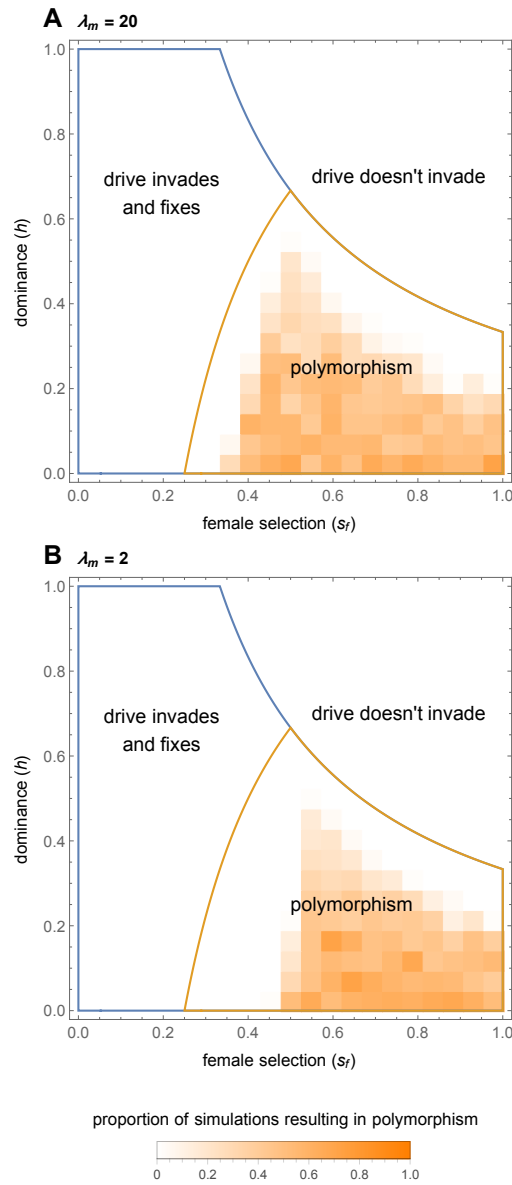 A λm = 20
1.0
0.8
0.6
0.4
0.2
0.0
dominance (h)
drive invades
and fixes
drive doesn't invade
polymorphism
0.0 0.2 0.4 0.6 0.8 1.0
female selection (sf)
B λm = 2
1.0
0.8
0.6
0.4
0.2
0.0
dominance (h)
drive invades
and fixes
drive doesn't invade
polymorphism
0.0 0.2 0.4 0.6 0.8 1.0
female selection (sf)
proportion of simulations resulting in polymorphism
0 0.2 0.4 0.6 0.8 1.0